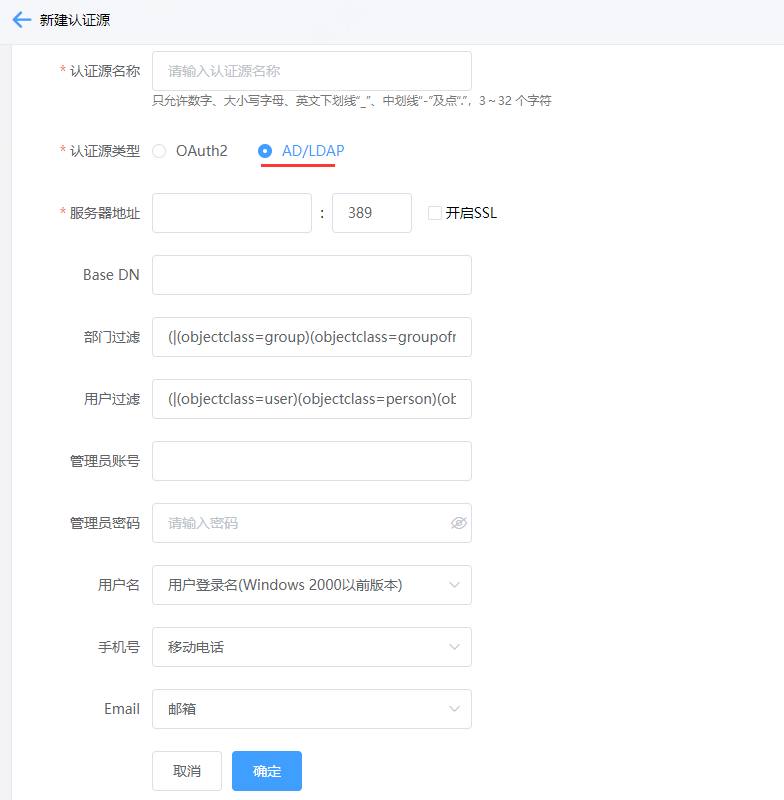 新建认证源
* 认证源名称 请输入认证源名称
只允许数字、大小写字母、英文下划线“_”、中划线“-”及点“.”，3 ~ 32 个字符
* 认证源类型 OAuth2 AD/LDAP
* 服务器地址 : 389 开启SSL
Base DN
部门过滤 (|(objectclass=group)(objectclass=groupofr
用户过滤 (|(objectclass=user)(objectclass=person)(ob
管理员账号
管理员密码 请输入密码
用户名 用户登录名(Windows 2000以前版本)
手机号 移动电话
Email 邮箱
取消 确定